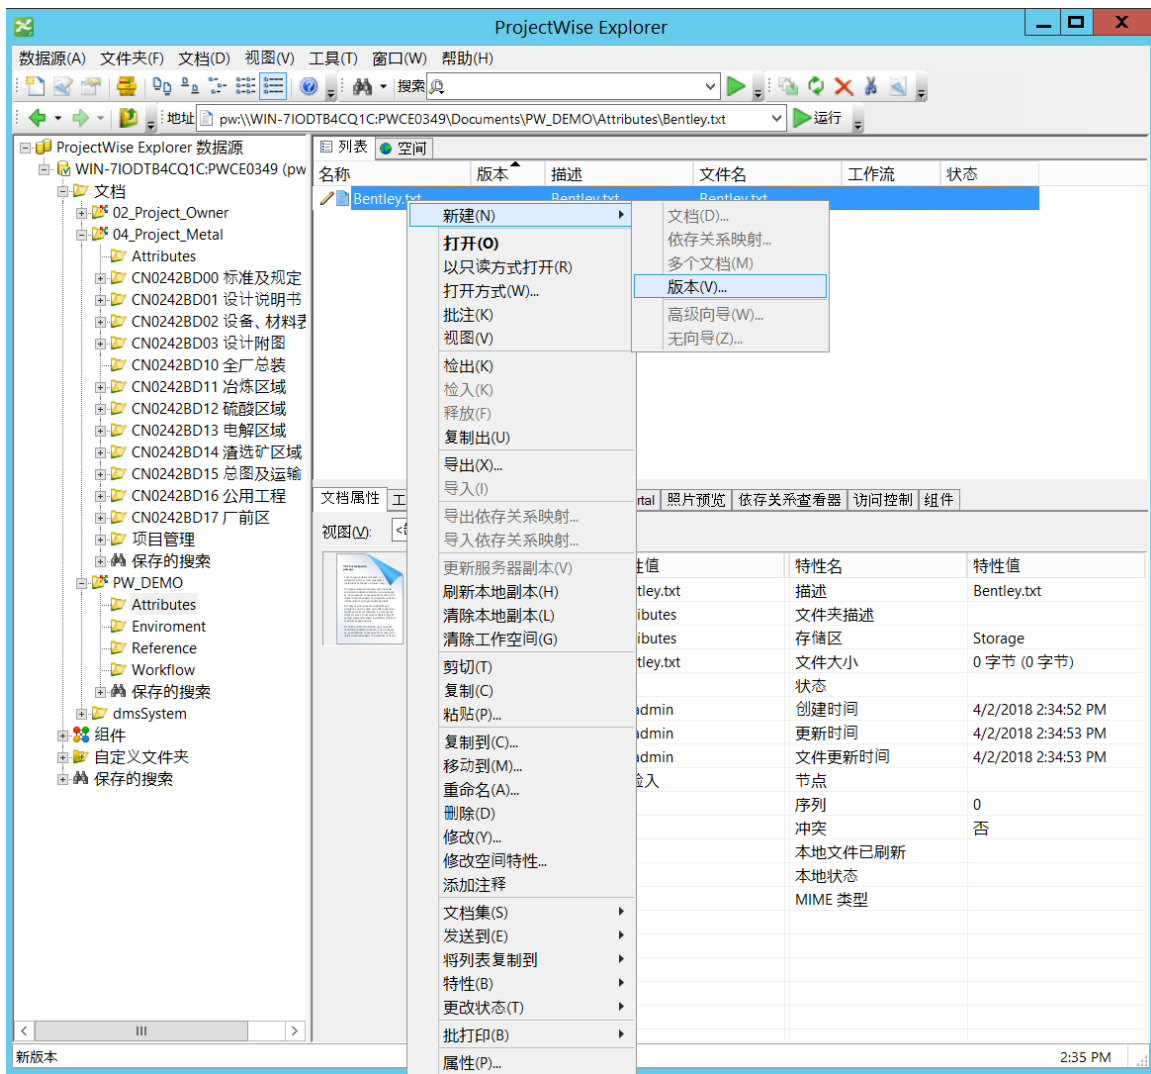 ProjectWise Explorer
数据源(A) 文件夹(F) 文档(D) 视图(V) 工具(T) 窗口(W) 帮助(H)
搜索
地址 pw:\\WIN-7IODTB4CQ1C:PWCE0349\Documents\PW_DEMO\Attributes\Bentley.txt 运行
ProjectWise Explorer 数据源
WIN-7IODTB4CQ1C:PWCE0349 (pw
文档
02_Project_Owner
04_Project_Metal
Attributes
CN0242BD00 标准及规定
CN0242BD01 设计说明书
CN0242BD02 设备、材料表
CN0242BD03 设计附图
CN0242BD10 全厂总装
CN0242BD11 冶炼区域
CN0242BD12 硫酸区域
CN0242BD13 电解区域
CN0242BD14 渣选矿区域
CN0242BD15 总图及运输
CN0242BD16 公用工程
CN0242BD17 厂前区
项目管理
保存的搜索
PW_DEMO
Attributes
Enviroment
Reference
Workflow
保存的搜索
dmsSystem
组件
自定义文件夹
保存的搜索
列表 空间
名称 版本 描述 文件名 工作流 状态
Bentley.txt Bentley.txt Bentley.txt
新建(N)
打开(O)
以只读方式打开(R)
打开方式(W)...
批注(K)
视图(V)
检出(K)
检入(K)
释放(F)
复制出(U)
导出(X)...
导入(I)
导出依存关系映射...
导入依存关系映射...
更新服务器副本(V)
刷新本地副本(H)
清除本地副本(L)
清除工作空间(G)
剪切(T)
复制(C)
粘贴(P)...
复制到(C)...
移动到(M)...
重命名(A)...
删除(D)
修改(Y)...
修改空间特性...
添加注释
文档集(S)
发送到(E)
将列表复制到
特性(B)
更改状态(T)
批打印(B)
属性(P)...
文档(D)...
依存关系映射...
多个文档(M)
版本(V)...
高级向导(W)...
无向导(Z)...
文档属性 工 rtal 照片预览 依存关系查看器 访问控制 组件
视图(V):
性值 特性名 特性值
tley.txt 描述 Bentley.txt
ibutes 文件夹描述
ibutes 存储区 Storage
tley.txt 文件大小 0 字节 (0 字节)
状态
dmin 创建时间 4/2/2018 2:34:52 PM
dmin 更新时间 4/2/2018 2:34:53 PM
dmin 文件更新时间 4/2/2018 2:34:53 PM
检入 节点
序列 0
冲突 否
本地文件已刷新
本地状态
MIME 类型
新版本 2:35 PM